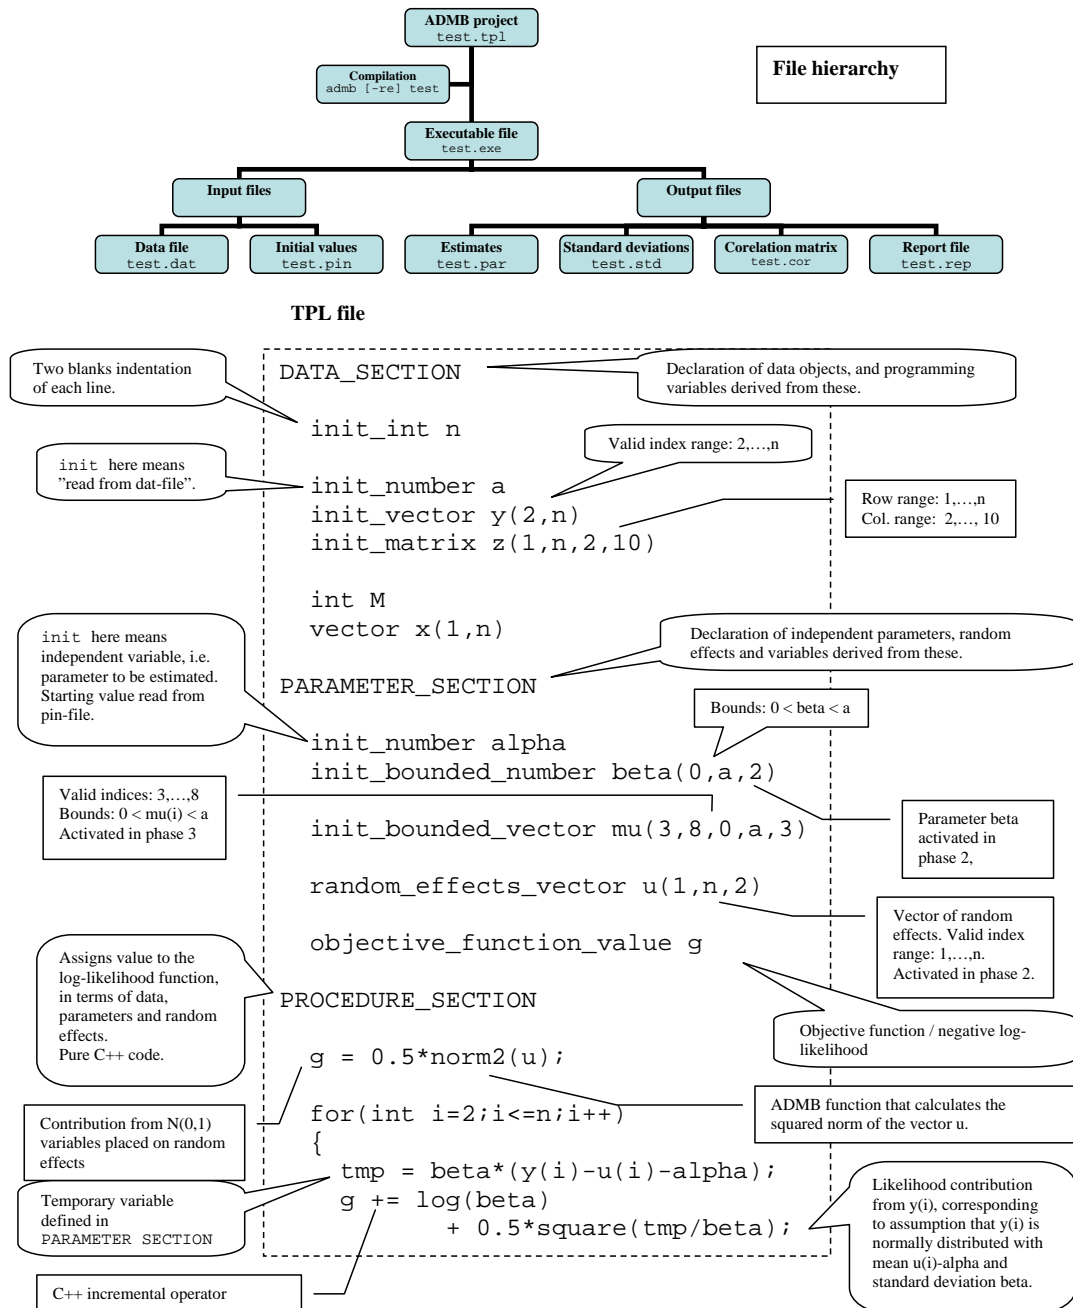 ADMB project
test.tpl
File hierarchy
Compilation
admb [-re] test
Executable file
test.exe
Input files
Output files
Data file
test.dat
Initial values
test.pin
Estimates
test.par
Standard deviations
test.std
Corelation matrix
test.cor
Report file
test.rep
TPL file
Two blanks indentation
of each line.
DATA_SECTION
Declaration of data objects, and programming
variables derived from these.
init_int n
Valid index range: 2,…,n
init here means
”read from dat-file”.
init_number a
init_vector y(2,n)
init_matrix z(1,n,2,10)
Row range: 1,…,n
Col. range: 2,…, 10
int M
vector x(1,n)
init here means
independent variable, i.e.
parameter to be estimated.
Starting value read from
pin-file.
Declaration of independent parameters, random
effects and variables derived from these.
PARAMETER_SECTION
Bounds: 0 < beta < a
init_number alpha
init_bounded_number beta(0,a,2)
Valid indices: 3,…,8
Bounds: 0 < mu(i) < a
Activated in phase 3
init_bounded_vector mu(3,8,0,a,3)
Parameter beta
activated in
phase 2,
random_effects_vector u(1,n,2)
Vector of random
effects. Valid index
range: 1,…,n.
Activated in phase 2.
objective_function_value g
Assigns value to the
log-likelihood function,
in terms of data,
parameters and random
effects.
Pure C++ code.
PROCEDURE_SECTION
Objective function / negative log-
likelihood
g = 0.5*norm2(u);
ADMB function that calculates the
squared norm of the vector u.
Contribution from N(0,1)
variables placed on random
effects
for(int i=2;i<=n;i++)
{
tmp = beta*(y(i)-u(i)-alpha);
g += log(beta)
+ 0.5*square(tmp/beta);
Temporary variable
defined in
PARAMETER SECTION
Likelihood contribution
from y(i), corresponding
to assumption that y(i) is
normally distributed with
mean u(i)-alpha and
standard deviation beta.
C++ incremental operator